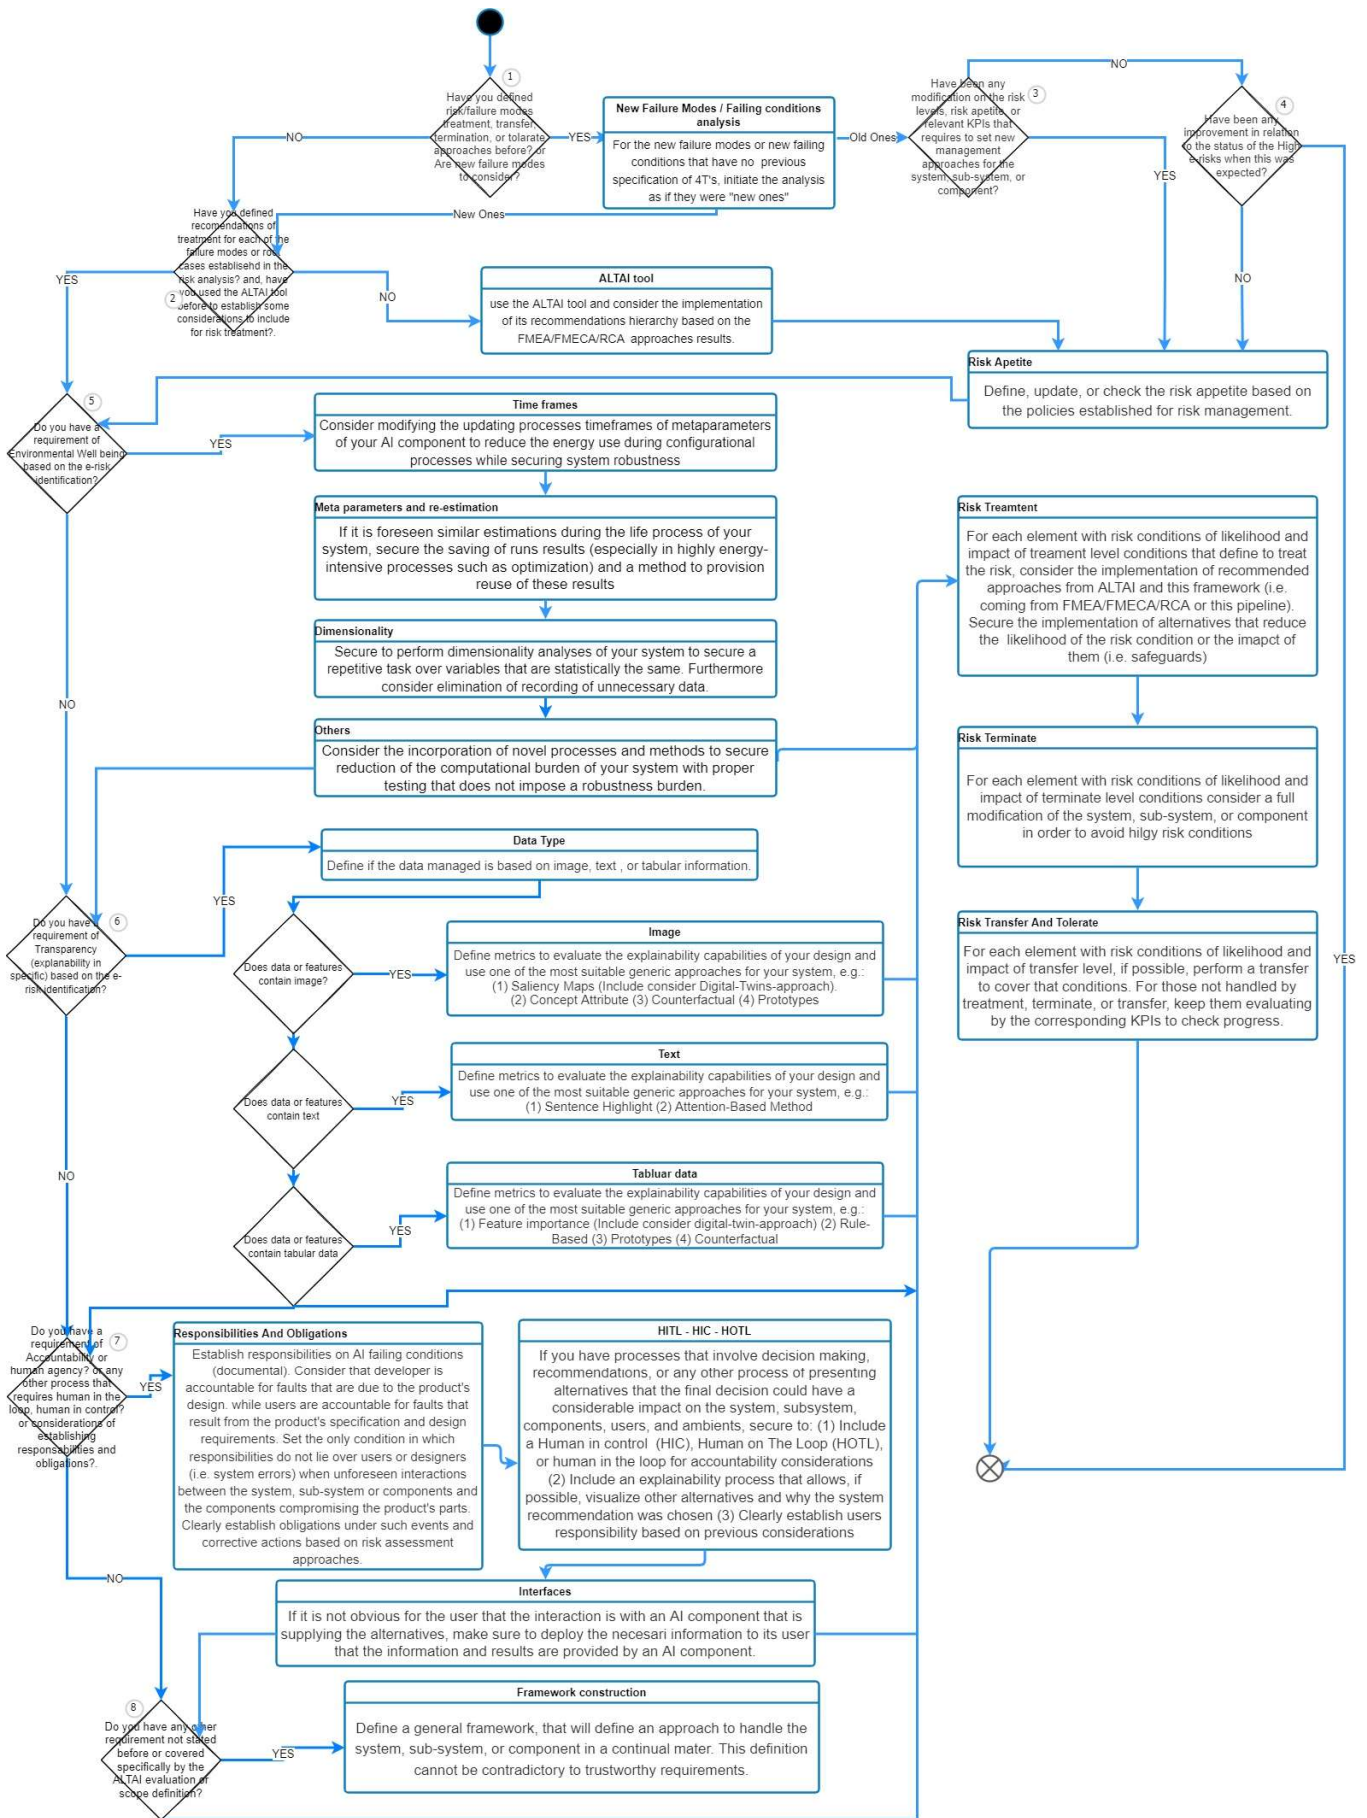 1
Have you defined
risk/failure modes
treatment, transfer,
termination, or tolarate
approaches before? or
Are new failure modes
to consider?
NO
YES
New Failure Modes / Failing conditions
analysis
For the new failure modes or new failing
conditions that have no previous
specification of 4T's, initiate the analysis
as if they were "new ones"
Old Ones
New Ones
3
Have been any
modification on the risk
levels, risk apetite, or
relevant KPIs that
requires to set new
management
approaches for the
system, sub-system, or
component?
NO
YES
4
Have been any
improvement in relation
to the status of the High
e-risks when this was
expected?
NO
YES
2
Have you defined
recomendations of
treatment for each of the
failure modes or root
cases establisehd in the
risk analysis? and, have
you used the ALTAI tool
before to establish some
considerations to include
for risk treatment?.
YES
NO
ALTAI tool
use the ALTAI tool and consider the implementation
of its recommendations hierarchy based on the
FMEA/FMECA/RCA approaches results.
Risk Apetite
Define, update, or check the risk appetite based on
the policies established for risk management.
5
Do you have a
requirement of
Environmental Well being
based on the e-risk
identification?
YES
NO
Time frames
Consider modifying the updating processes timeframes of metaparameters
of your AI component to reduce the energy use during configurational
processes while securing system robustness
Meta parameters and re-estimation
If it is foreseen similar estimations during the life process of your
system, secure the saving of runs results (especially in highly energy-
intensive processes such as optimization) and a method to provision
reuse of these results
Dimensionality
Secure to perform dimensionality analyses of your system to secure a
repetitive task over variables that are statistically the same. Furthermore
consider elimination of recording of unnecessary data.
Others
Consider the incorporation of novel processes and methods to secure
reduction of the computational burden of your system with proper
testing that does not impose a robustness burden.
Risk Treamtent
For each element with risk conditions of likelihood and
impact of treament level conditions that define to treat
the risk, consider the implementation of recommended
approaches from ALTAI and this framework (i.e.
coming from FMEA/FMECA/RCA or this pipeline).
Secure the implementation of alternatives that reduce
the likelihood of the risk condition or the imapct of
them (i.e. safeguards)
Risk Terminate
For each element with risk conditions of likelihood and
impact of terminate level conditions consider a full
modification of the system, sub-system, or component
in order to avoid hilgy risk conditions
Risk Transfer And Tolerate
For each element with risk conditions of likelihood and
impact of transfer level, if possible, perform a transfer
to cover that conditions. For those not handled by
treatment, terminate, or transfer, keep them evaluating
by the corresponding KPIs to check progress.
6
Do you have a
requirement of
Transparency
(explanability in
specific) based on the e-
risk identification?
YES
NO
Data Type
Define if the data managed is based on image, text , or tabular information.
Does data or features
contain image?
YES
Image
Define metrics to evaluate the explainability capabilities of your design and
use one of the most suitable generic approaches for your system, e.g.:
(1) Saliency Maps (Include consider Digital-Twins-approach).
(2) Concept Attribute (3) Counterfactual (4) Prototypes
Does data or features
contain text
YES
Text
Define metrics to evaluate the explainability capabilities of your design and
use one of the most suitable generic approaches for your system, e.g.:
(1) Sentence Highlight (2) Attention-Based Method
Does data or features
contain tabular data
YES
Tabluar data
Define metrics to evaluate the explainability capabilities of your design and
use one of the most suitable generic approaches for your system, e.g.:
(1) Feature importance (Include consider digital-twin-approach) (2) Rule-
Based (3) Prototypes (4) Counterfactual
7
Do you have a
requirement of
Accountability or
human agency? or any
other process that
requires human in the
loop, human in control?
or considerations of
establishing
responsabilities and
obligations?.
YES
NO
Responsibilities And Obligations
Establish responsibilities on AI failing conditions
(documental). Consider that developer is
accountable for faults that are due to the product's
design. while users are accountable for faults that
result from the product's specification and design
requirements. Set the only condition in which
responsibilities do not lie over users or designers
(i.e. system errors) when unforeseen interactions
between the system, sub-system or components and
the components compromising the product's parts.
Clearly establish obligations under such events and
corrective actions based on risk assessment
approaches.
HITL - HIC - HOTL
If you have processes that involve decision making,
recommendations, or any other process of presenting
alternatives that the final decision could have a
considerable impact on the system, subsystem,
components, users, and ambients, secure to: (1) Include
a Human in control (HIC), Human on The Loop (HOTL),
or human in the loop for accountability considerations
(2) Include an explainability process that allows, if
possible, visualize other alternatives and why the system
recommendation was chosen (3) Clearly establish users
responsibility based on previous considerations
Interfaces
If it is not obvious for the user that the interaction is with an AI component that is
supplying the alternatives, make sure to deploy the necesari information to its user
that the information and results are provided by an AI component.
8
Do you have any other
requirement not stated
before or covered
specifically by the
ALTAI evaluation or
scope definition?
YES
Framework construction
Define a general framework, that will define an approach to handle the
system, sub-system, or component in a continual mater. This definition
cannot be contradictory to trustworthy requirements.